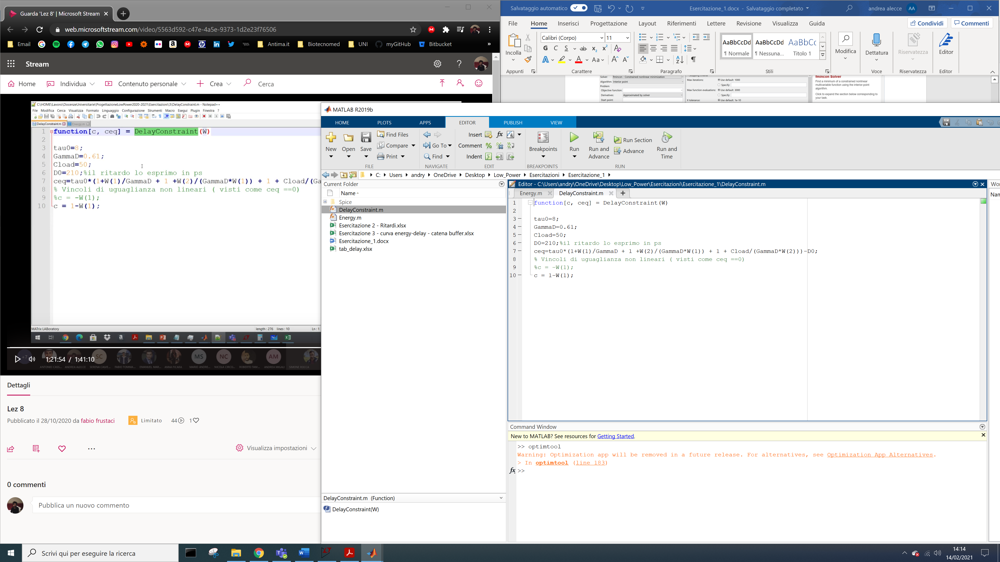 Guarda 'Lez 8' | Microsoft Stream
web.microsoftstream.com/video/5563d592-c47e-4a5e-9373-1d2e23f76506
Email
Antima.it
Biotecnomed
UNI
myGitHub
Bitbucket
»
Stream
Home
Individua
Contenuto personale
Crea
Cerca
C:\HOME\Lavoro\DocenzeUniversitarie\ProgettazioneLowPower2020-2021\Esercitazioni\3\DelayConstraint.m - Notepad++
File Modifica Cerca Visualizza Formato Linguaggio Configurazione Strumenti Macro Esegui Plugin Finestra ?
DelayConstraint.m
Energy.m
1 function[c, ceq] = DelayConstraint(W)
2
3 tau0=8;
4 GammaD=0.61;
5 Cload=50;
6 D0=210;%il ritardo lo esprimo in ps
7 ceq=tau0*(1+W(1)/GammaD + 1 +W(2)/(GammaD*W(1)) + 1 + Cload/(Ga
8 % Vincoli di uguaglianza non lineari ( visti come ceq ==0)
9 %c = -W(1);
10 c = 1-W(1);
MATrix LABoratory
length : 276 lines : 10
Ln : 1
+7
SC
MS
NC
AM
1:21:54 / 1:41:10
ANTONIO CASS... ANDREA ALECCE SERENA CALVE... FABIO TOMMA... EMANUEL MAR... ANNA FICARA MARIO ANDRE... NICOLA CIRCO... ROBERTO TAM... ANDREA MIGALI SIMONE ROCCA
Dettagli
Lez 8
Pubblicato il 28/10/2020 da fabio frustaci
Limitato
44
1
Visualizza impostazioni
0 commenti
Pubblica un nuovo commento
Salvataggio automatico
Esercitazione_1.docx - Salvataggio completato
andrea alecce
AA
File Home Inserisci Progettazione Layout Riferimenti Lettere Revisione Visualizza Guida
Condividi
Commenti
Incolla
Calibri (Corpo)
11
G C S ab x₂ x²
A A Aa A A
AaBbCcDd
¶ Normale
AaBbCcDd
¶ Nessuna...
AaBbCc
Titolo 1
Modifica
Dettatura
Riservatezza
Editor
Appunti
Carattere
Paragrafo
Stili
Voce
Riservatezza
Editor
Solver: fmincon - Constrained nonlinear minimization
Algorithm: Interior point
Problem
Objective function:
Derivatives: Approximated by solver
Start point:
Max iterations: Use default: 1000
Specify:
Max function evaluations: Use default: 3000
Specify:
X tolerance: Use default: 1e-10
fmincon Solver
Find a minimum of a constrained nonlinear
multivariable function using the interior-point
algorithm.
Click to expand the section below corresponding to
your task.
MATLAB R2019b
HOME PLOTS APPS EDITOR PUBLISH VIEW
New
Open
Save
Find Files
Compare
Print
Go To
Find
Insert
Comment
Indent
Breakpoints
Run
Run and
Advance
Run Section
Advance
Run and
Time
FILE
NAVIGATE
EDIT
BREAKPOINTS
RUN
C: Users andry OneDrive Desktop Low_Power Esercitazioni Esercitazione_1
Current Folder
Name
Spice
DelayConstraint.m
Energy.m
Esercitazione 2 - Ritardi.xlsx
Esercitazione 3 - curva energy-delay - catena buffer.xlsx
Esercitazione_1.docx
tab_delay.xlsx
DelayConstraint.m (Function)
DelayConstraint(W)
Editor - C:\Users\andry\OneDrive\Desktop\Low_Power\Esercitazioni\Esercitazione_1\DelayConstraint.m
Energy.m
DelayConstraint.m
1 function[c, ceq] = DelayConstraint(W)
2
3 tau0=8;
4 GammaD=0.61;
5 Cload=50;
6 D0=210;%il ritardo lo esprimo in ps
7 ceq=tau0*(1+W(1)/GammaD + 1 +W(2)/(GammaD*W(1)) + 1 + Cload/(GammaD*W(2)))-D0;
8 % Vincoli di uguaglianza non lineari ( visti come ceq ==0)
9 %c = -W(1);
10 c = 1-W(1);
Wo
Nam
Command Window
New to MATLAB? See resources for Getting Started.
>> optimtool
Warning: Optimization app will be removed in a future release. For alternatives, see Optimization App Alternatives.
> In optimtool (line 183)
fx >>
Scrivi qui per eseguire la ricerca
14:14
14/02/2021